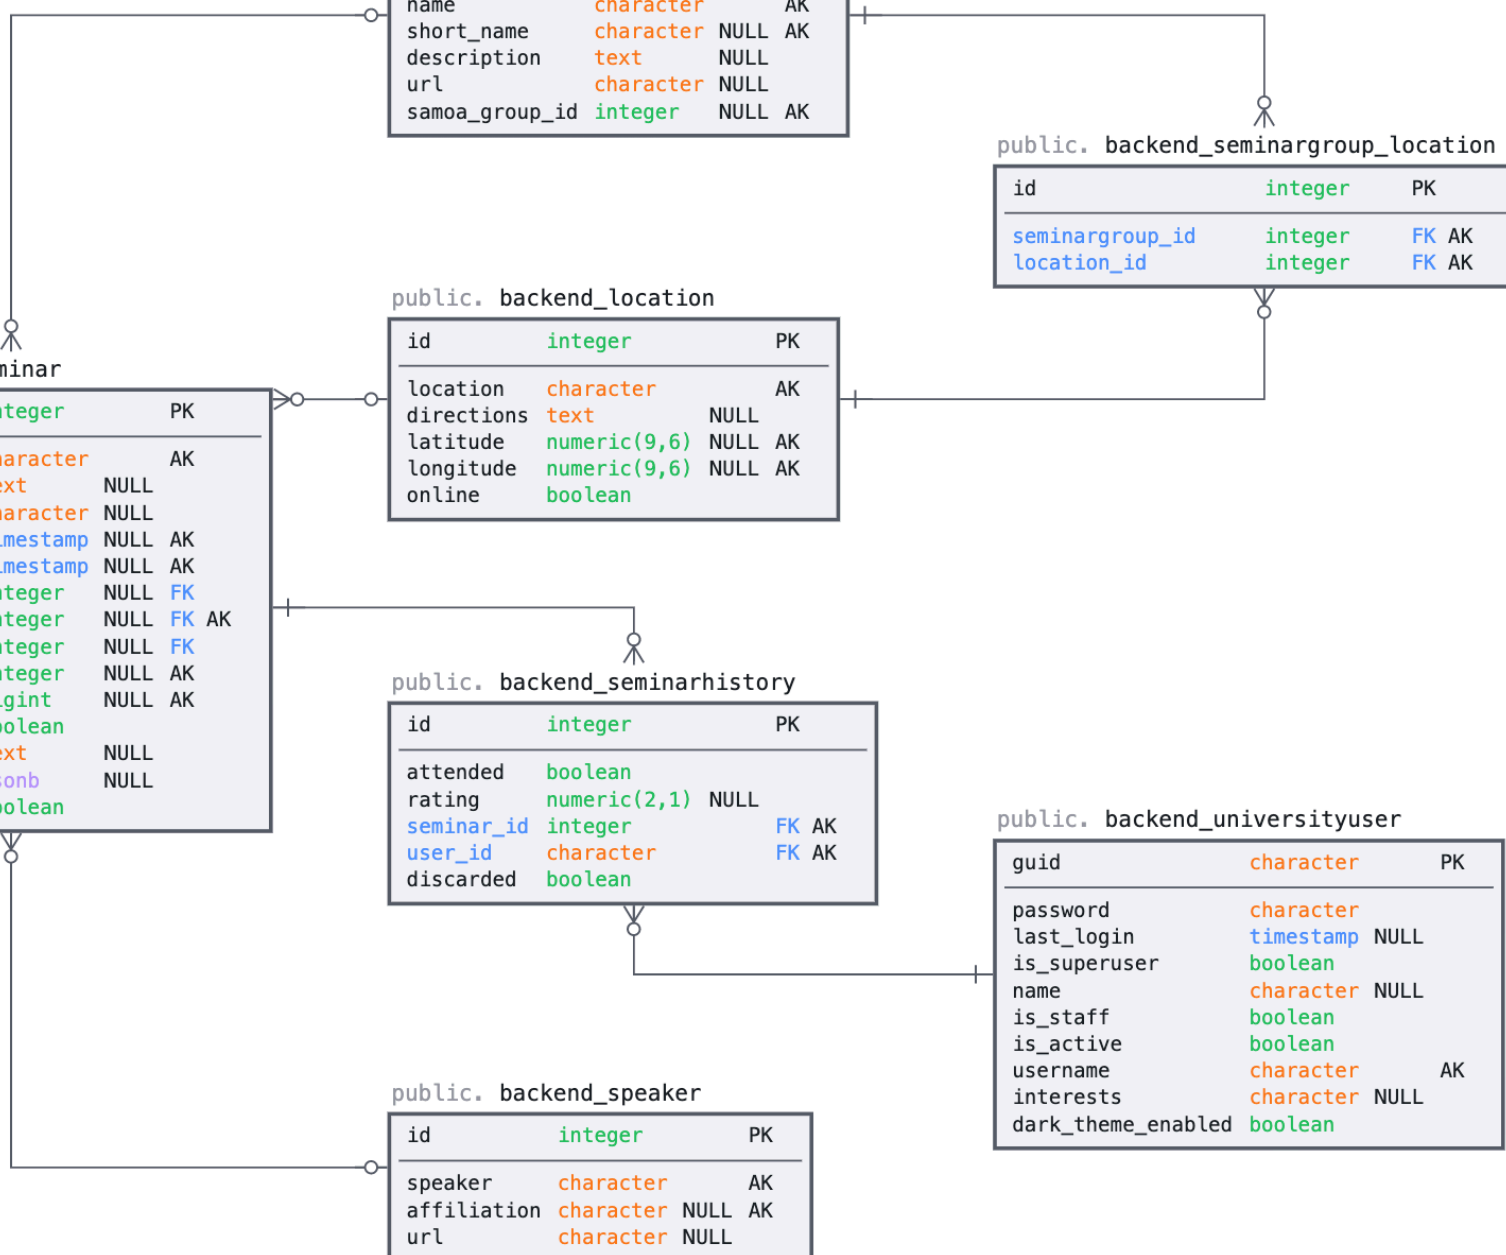 name character AK
short_name character NULL AK
description text NULL
url character NULL
samoa_group_id integer NULL AK
public. backend_seminargroup_location
id integer PK
seminargroup_id integer FK AK
location_id integer FK AK
public. backend_location
id integer PK
location character AK
directions text NULL
latitude numeric(9,6) NULL AK
longitude numeric(9,6) NULL AK
online boolean
minar
nteger PK
haracter AK
ext NULL
haracter NULL
imestamp NULL AK
imestamp NULL AK
nteger NULL FK
nteger NULL FK AK
nteger NULL FK
nteger NULL AK
igint NULL AK
oolean
ext NULL
sonb NULL
oolean
public. backend_seminarhistory
id integer PK
attended boolean
rating numeric(2,1) NULL
seminar_id integer FK AK
user_id character FK AK
discarded boolean
public. backend_universityuser
guid character PK
password character
last_login timestamp NULL
is_superuser boolean
name character NULL
is_staff boolean
is_active boolean
username character AK
interests character NULL
dark_theme_enabled boolean
public. backend_speaker
id integer PK
speaker character AK
affiliation character NULL AK
url character NULL